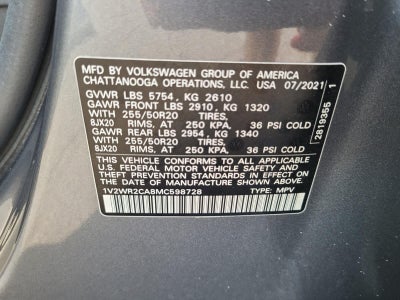 MFD BY VOLKSWAGEN GROUP OF AMERICA
CHATTANOOGA OPERATIONS, LLC. USA 07/2021
GVWR LBS 5754 , KG 2610
GAWR FRONT LBS 2910 , KG 1320
WITH 255/50R20 TIRES,
8JX20 RIMS, AT 250 KPA, 36 PSI COLD
GAWR REAR LBS 2954 , KG 1340
WITH 255/50R20 TIRES,
8JX20 RIMS, AT 250 KPA, 36 PSI COLD
THIS VEHICLE CONFORMS TO ALL APPLICABLE
U.S. FEDERAL MOTOR VEHICLE SAFETY AND
THEFT PREVENTION STANDARDS IN EFFECT ON
THE DATE OF MANUFACTURE SHOWN ABOVE.
1V2WR2CA8MC598728 TYPE: MPV
2819355 1